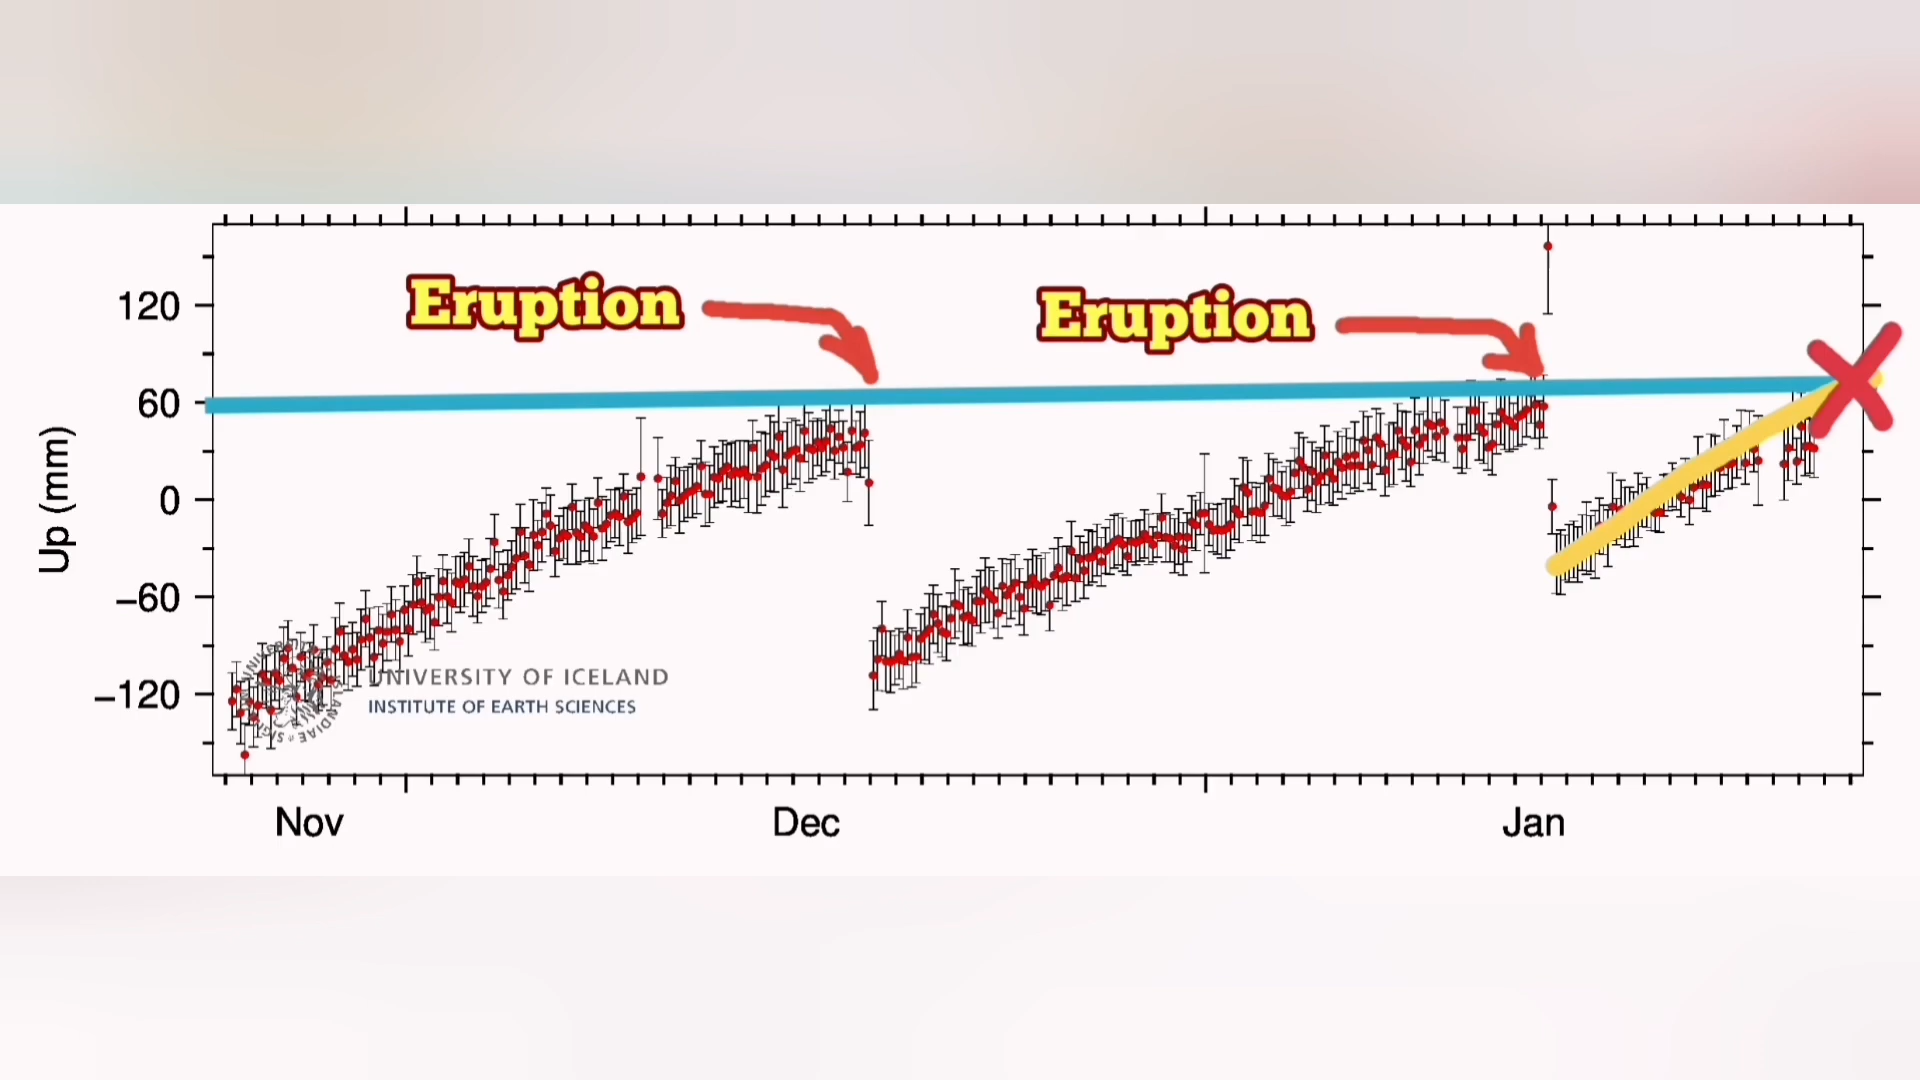 Eruption
Eruption
120
60
0
−60
−120
Up (mm)
UNIVERSITY OF ICELAND
INSTITUTE OF EARTH SCIENCES
Nov Dec Jan